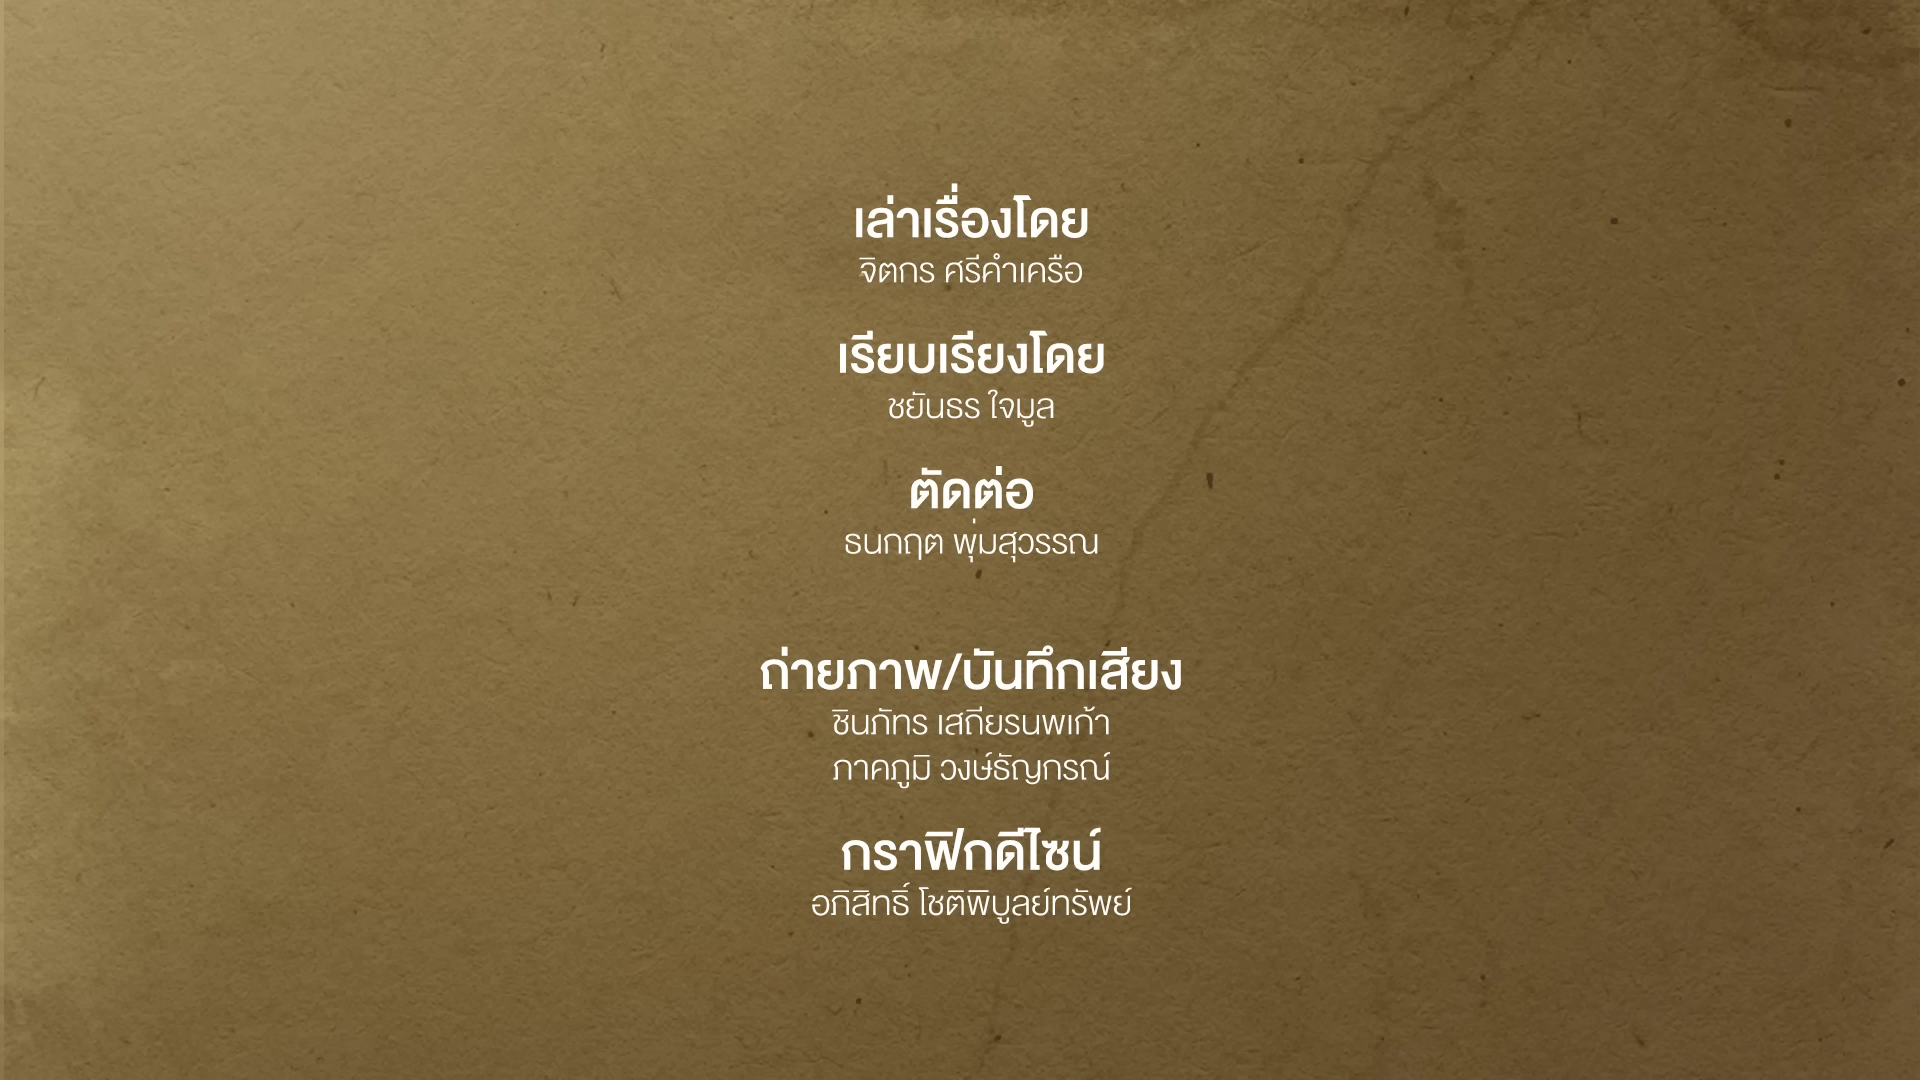 เล่าเรื่องโดย
จิตกร ศรีคำเครือ
เรียบเรียงโดย
ชยันธร ใจมูล
ตัดต่อ
ธนกฤต พุ่มสุวรรณ
ถ่ายภาพ/บันทึกเสียง
ชินภัทร เสถียรนพเก้า
ภาคภูมิ วงษ์ธัญกรณ์
กราฟิกดีไซน์
อภิสิทธิ์ โชติพิบูลย์ทรัพย์